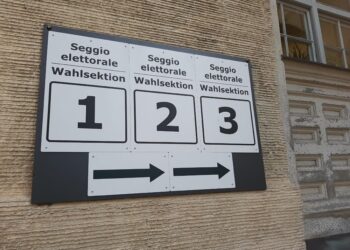 Seggio
elettorale
Wahlsektion
1
Seggio
elettorale
Wahlsektion
2
Seggio
elettorale
Wahlsektion
3